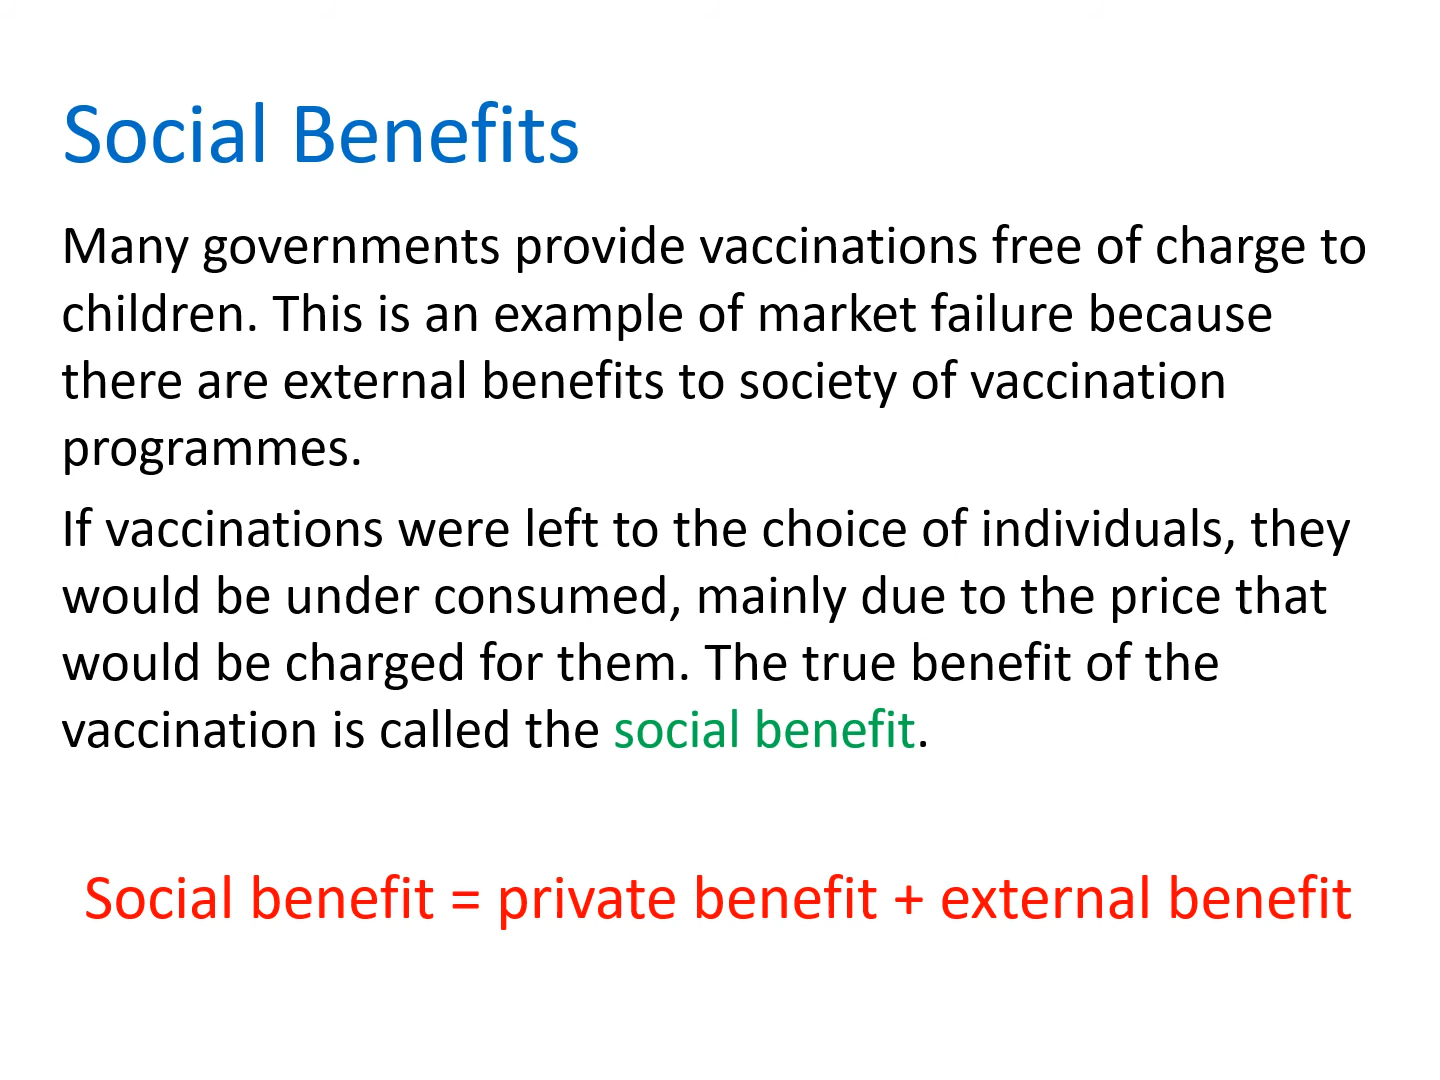 Social Benefits
Many governments provide vaccinations free of charge to
children. This is an example of market failure because
there are external benefits to society of vaccination
programmes.
If vaccinations were left to the choice of individuals, they
would be under consumed, mainly due to the price that
would be charged for them. The true benefit of the
vaccination is called the social benefit.
Social benefit = private benefit + external benefit